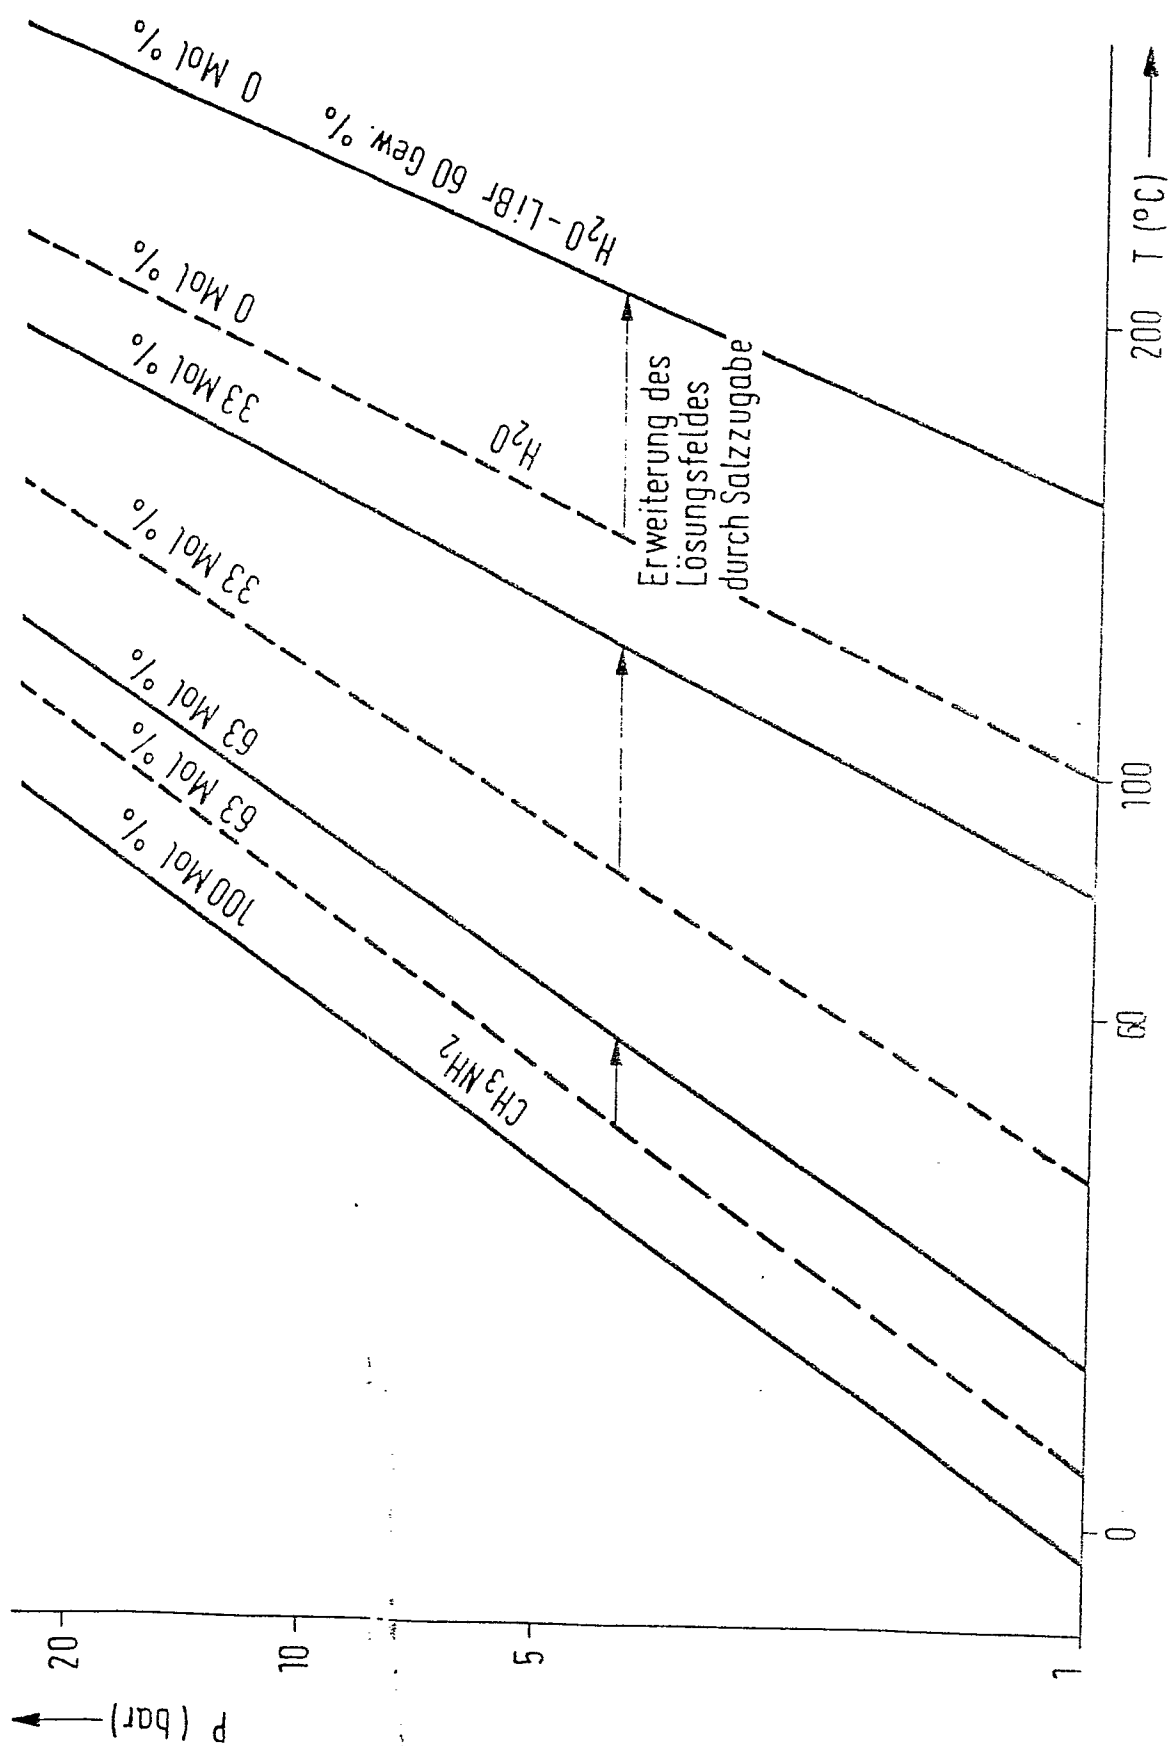 P (bar)
20
10
5
1
100 Mol %
CH₃NH₂
63 Mol %
63 Mol %
33 Mol %
33 Mol %
0 Mol %
H₂O
0 Mol %
H₂O-LiBr 60 Gew. %
Erweiterung des
Lösungsfeldes
durch Salzzugabe
0
60
100
200
T (°C)